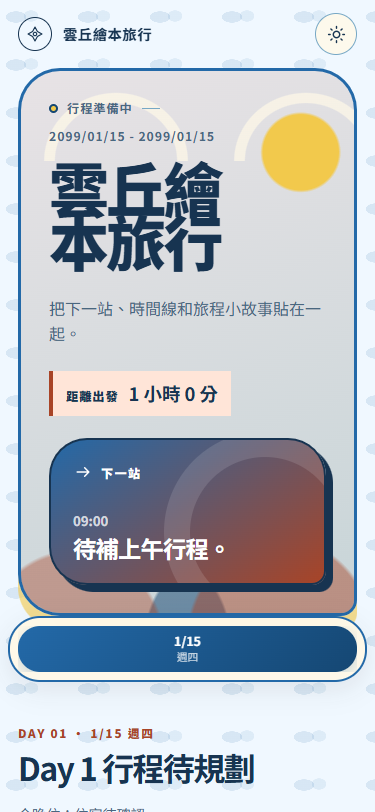 雲丘繪本旅行
行程準備中
2099/01/15 - 2099/01/15
雲丘繪
本旅行
把下一站、時間線和旅程小故事貼在一
起。
距離出發 1 小時 0 分
下一站
09:00
待補上午行程。
1/15
週四
DAY 01 · 1/15 週四
Day 1 行程待規劃